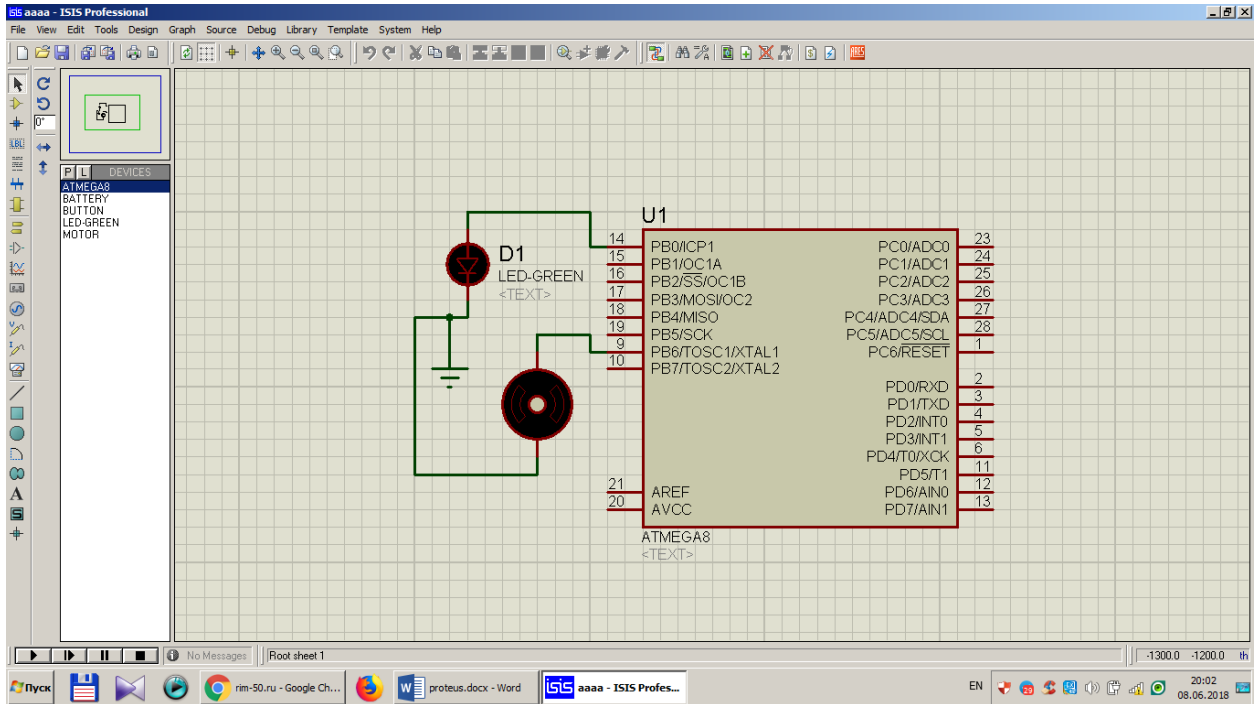 ISIS aaaa - ISIS Professional
File View Edit Tools Design Graph Source Debug Library Template System Help
0°
LBL
P L DEVICES
ATMEGA8
BATTERY
BUTTON
LED-GREEN
MOTOR
A
S
U1
D1
LED-GREEN
<TEXT>
14 PB0/ICP1
15 PB1/OC1A
16 PB2/SS/OC1B
17 PB3/MOSI/OC2
18 PB4/MISO
19 PB5/SCK
9 PB6/TOSC1/XTAL1
10 PB7/TOSC2/XTAL2
21 AREF
20 AVCC
PC0/ADC0 23
PC1/ADC1 24
PC2/ADC2 25
PC3/ADC3 26
PC4/ADC4/SDA 27
PC5/ADC5/SCL 28
PC6/RESET 1
PD0/RXD 2
PD1/TXD 3
PD2/INT0 4
PD3/INT1 5
PD4/T0/XCK 6
PD5/T1 11
PD6/AIN0 12
PD7/AIN1 13
ATMEGA8
<TEXT>
No Messages Root sheet 1 -1300.0 -1200.0 th
Пуск rim-50.ru - Google Ch... proteus.docx - Word ISIS aaaa - ISIS Profes... EN 20:02
08.06.2018